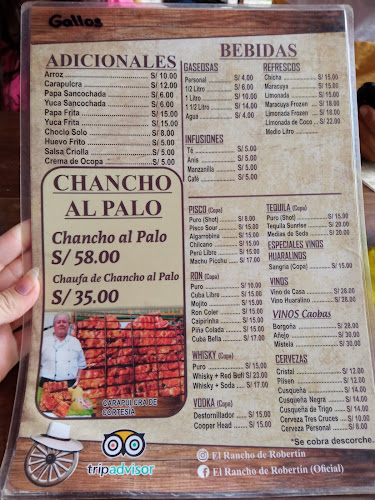 Gallos
ADICIONALES
Arroz S/ 10.00
Carapulcra S/ 12.00
Papa Sancochada S/ 6.00
Yuca Sancochada S/ 6.00
Papa Frita S/ 15.00
Yuca Frita S/ 15.00
Choclo Solo S/ 8.00
Huevo Frito S/ 5.00
Salsa Criolla S/ 5.00
Crema de Ocopa S/ 5.00
CHANCHO
AL PALO
Chancho al Palo
S/ 58.00
Chaufa de Chancho al Palo
S/ 35.00
CARAPULCRA DE
CORTESIA
tripadvisor
BEBIDAS
GASEOSAS
Personal S/ 4.00
1/2 Litro S/ 6.00
1 Litro S/ 10.00
1 1/2 Litro S/ 14.00
Agua S/ 4.00
REFRESCOS
Chicha S/ 15.00
Maracuya S/ 15.00
Limonada S/ 15.00
Maracuya Frozen S/ 18.00
Limonada Frozen S/ 18.00
Limonada de Coco S/ 22.00
Medio Litro
INFUSIONES
Té S/ 5.00
Anis S/ 5.00
Manzanilla S/ 5.00
Café S/ 5.00
PISCO (Copa)
Puro (Shot) S/ 8.00
Pisco Sour S/ 15.00
Algarrobina S/ 15.00
Chilcano S/ 15.00
Perú Libre S/ 15.00
Machu Picchu S/ 17.00
RON (Copa)
Puro S/ 10.00
Cuba Libre S/ 15.00
Mojito S/ 15.00
Ron Coler S/ 15.00
Caipirinha S/ 15.00
Piña Colada S/ 15.00
Cuba Bella S/ 17.00
WHISKY (Copa)
Puro S/ 15.00
Whisky + Red Bull S/ 23.00
Whisky + Soda S/ 17.00
VODKA (Copa)
Destornillador S/ 15.00
Cooper Head S/ 15.00
TEQUILA (Copa)
Puro (Shot) S/ 15.00
Tequila Sunrise S/ 20.00
Medias de Seda S/ 20.00
ESPECIALES VINOS
HUARALINOS
Sangria (Copa) S/ 15.00
VINOS
Vino de Casa S/ 28.00
Vino Huaralino S/ 28.00
VINOS Caobas
Borgoña S/ 28.00
Añejo S/ 30.00
Mistela S/ 30.00
CERVEZAS
Cristal S/ 12.00
Pilsen S/ 12.00
Cusqueña S/ 14.00
Cusqueña Negra S/ 14.00
Cusqueña de Trigo S/ 14.00
Cerveza Tres Cruces S/ 10.00
Cerveza Personal S/ 8.00
*Se cobra descorche.
El Rancho de Robertin
El Rancho de Robertin (Oficial)